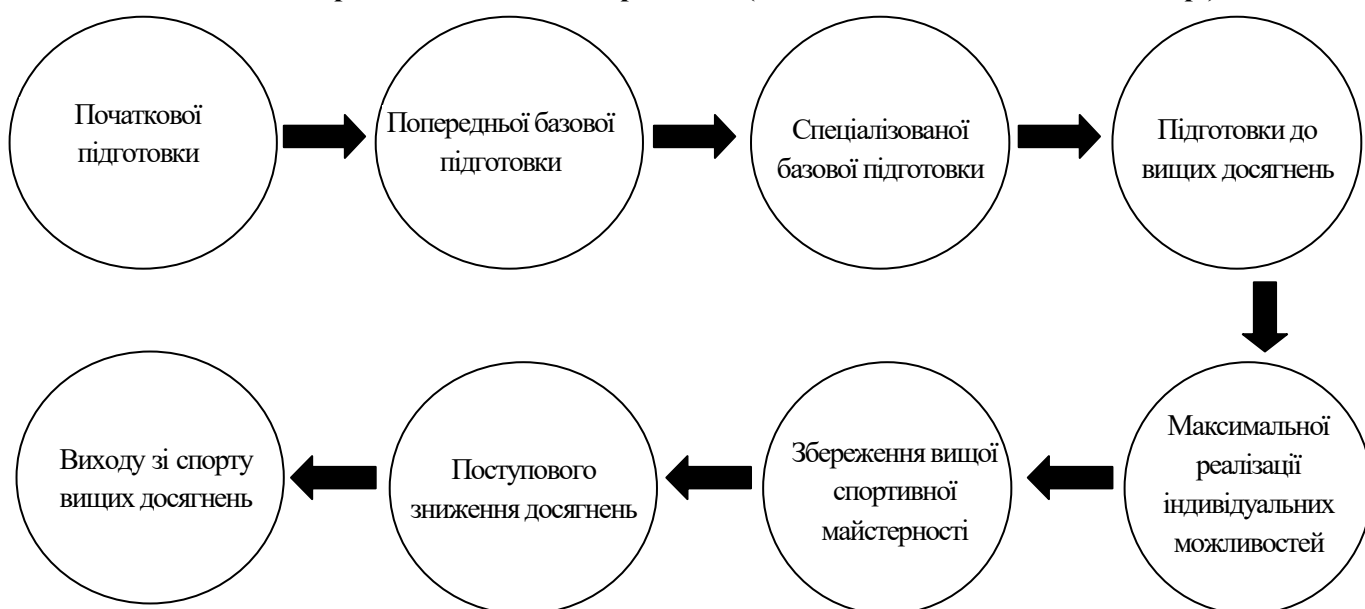 Початкової
підготовки
Попередньої базової
підготовки
Спеціалізованої
базової підготовки
Підготовки до
вищих досягнень
Максимальної
реалізації
індивідуальних
можливостей
Збереження вищої
спортивної
майстерності
Поступового
зниження досягнень
Виходу зі спорту
вищих досягнень